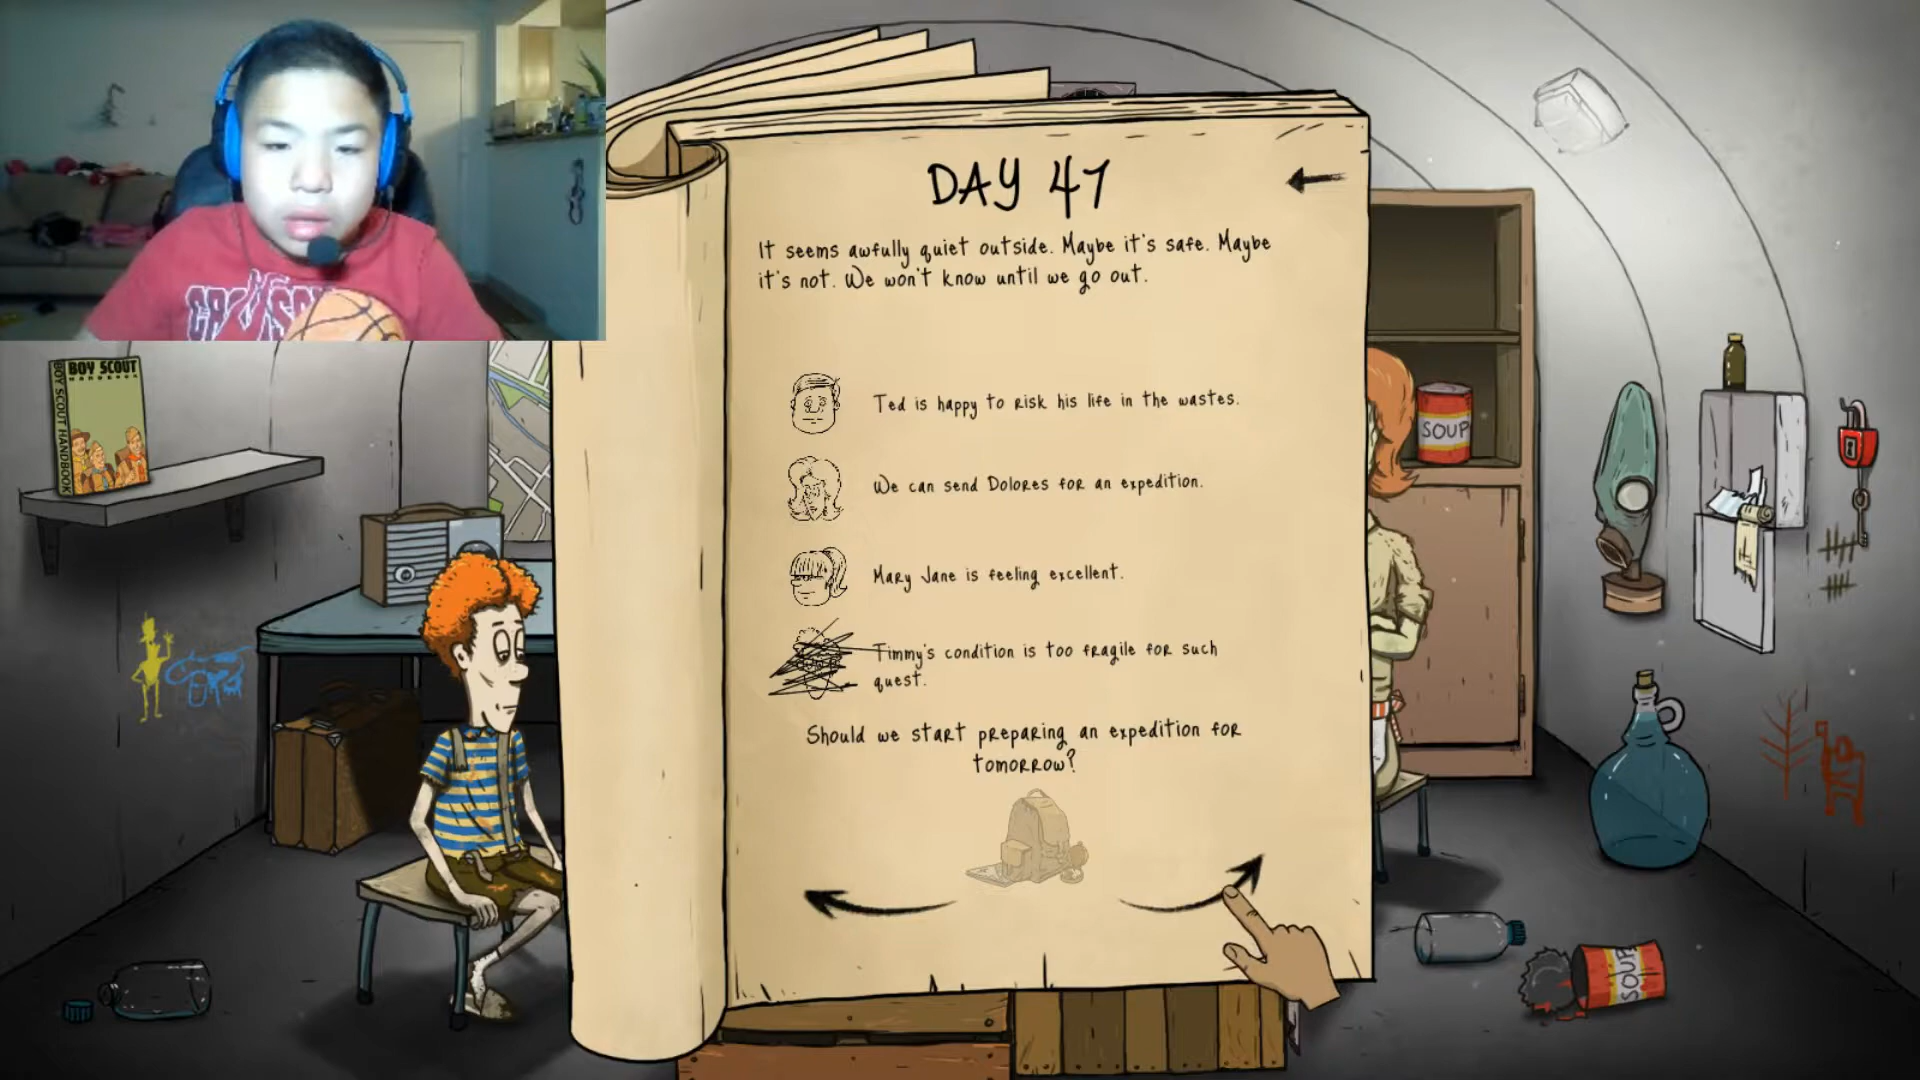 DAY 47
It seems awfully quiet outside. Maybe it's safe. Maybe
it's not. We won't know until we go out.
Ted is happy to risk his life in the wastes.
We can send Dolores for an expedition.
Mary Jane is feeling excellent.
Timmy's condition is too fragile for such
quest.
Should we start preparing an expedition for
tomorrow?
BOY SCOUT
HANDBOOK
BOY SCOUT HANDBOOK
SOUP
SOUP